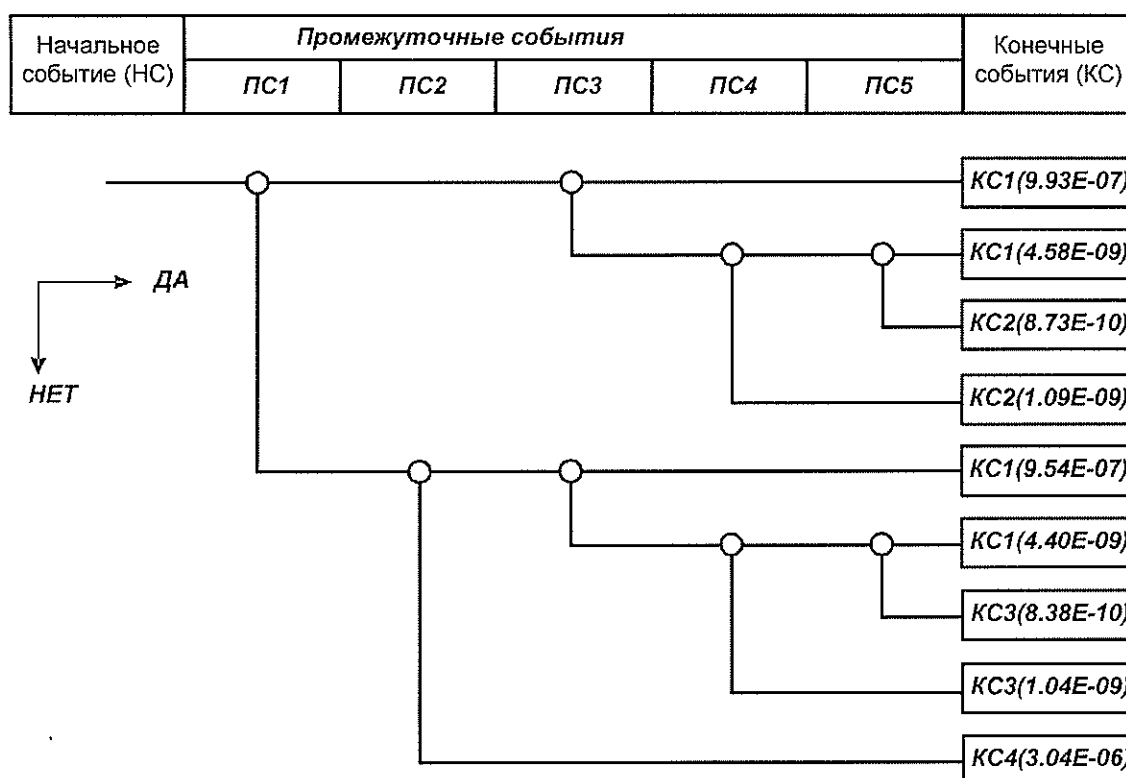 Начальное
событие (НС)
Промежуточные события
ПС1 ПС2 ПС3 ПС4 ПС5
Конечные
события (КС)
КС1(9.93E-07)
КС1(4.58E-09)
ДА
КС2(8.73E-10)
НЕТ
КС2(1.09E-09)
КС1(9.54E-07)
КС1(4.40E-09)
КС3(8.38E-10)
КС3(1.04E-09)
КС4(3.04E-06)